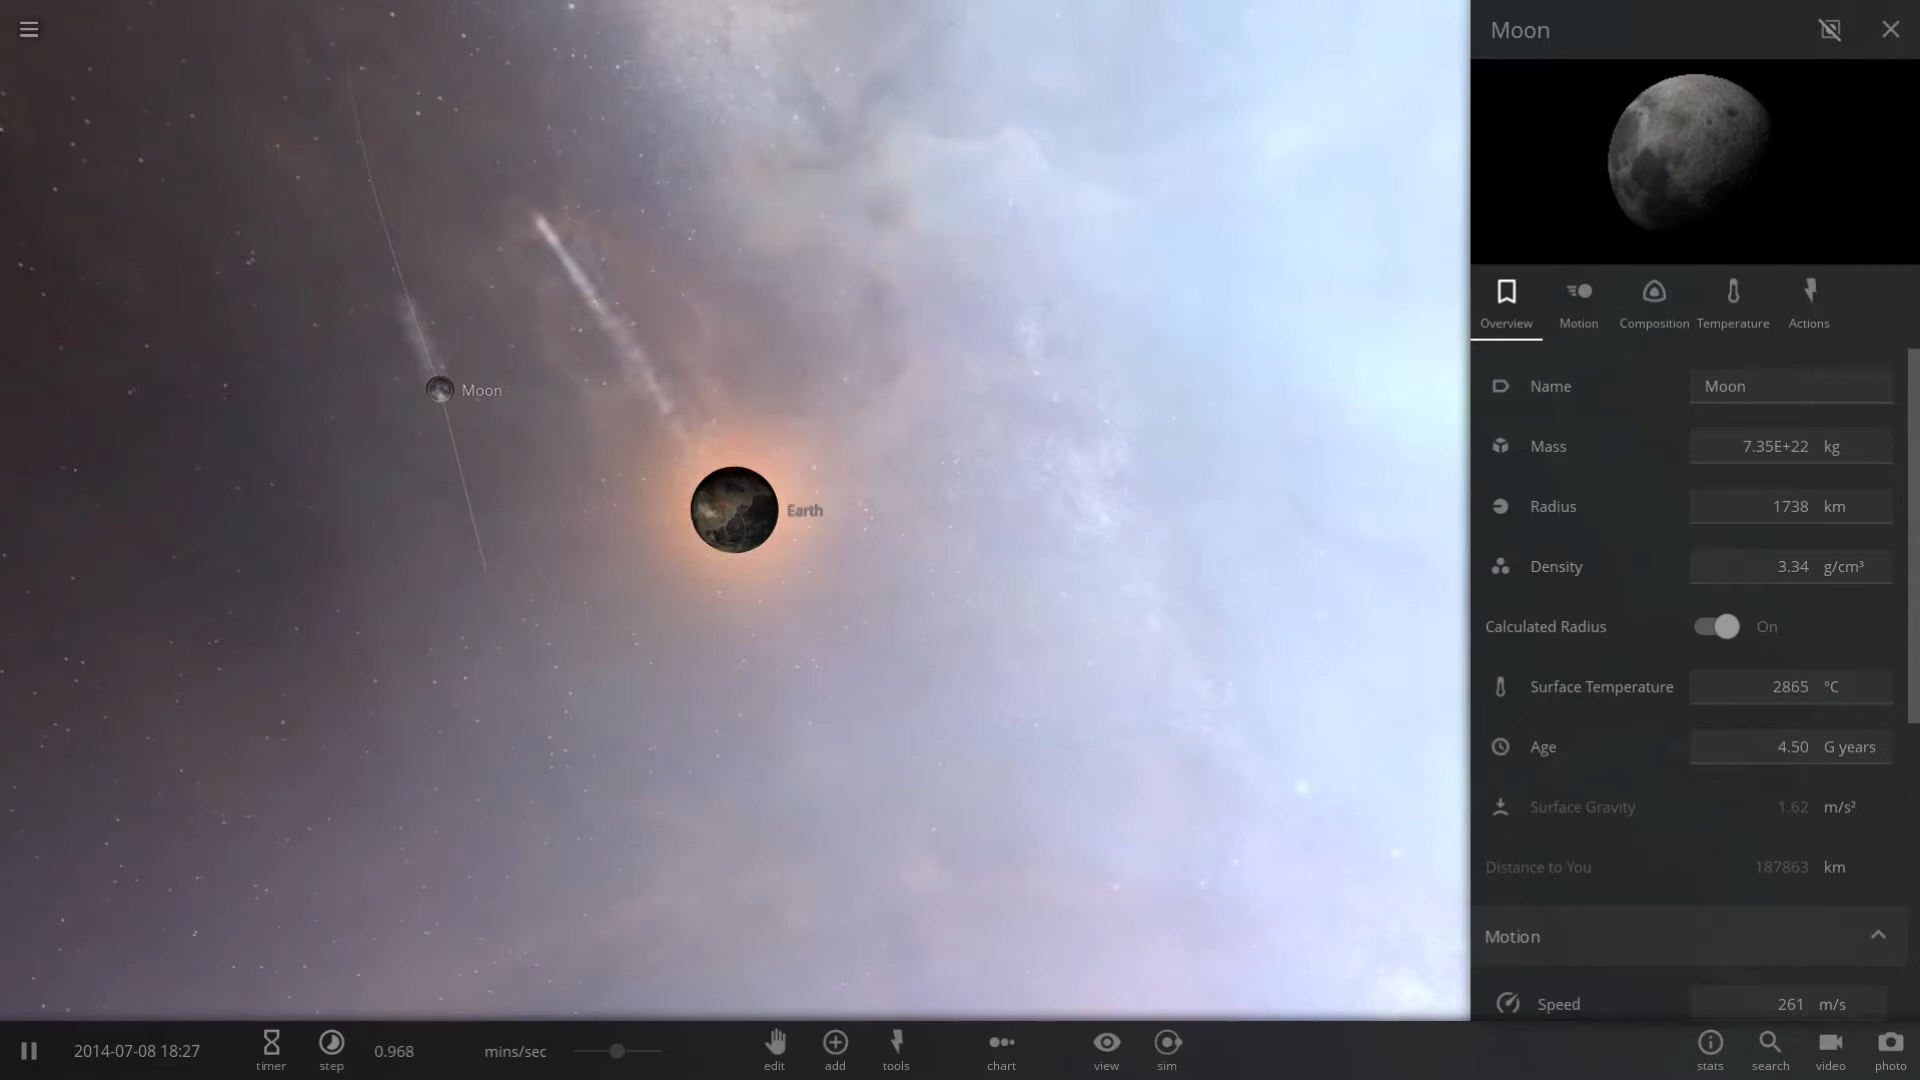 Moon
Moon
Earth
Overview Motion Composition Temperature Actions
Name Moon
Mass 7.35E+22 kg
Radius 1738 km
Density 3.34 g/cm³
Calculated Radius On
Surface Temperature 2865 °C
Age 4.50 G years
Surface Gravity 1.62 m/s²
Distance to You 187863 km
Motion
Speed 261 m/s
2014-07-08 18:27 timer step 0.968 mins/sec edit add tools chart view sim stats search video photo